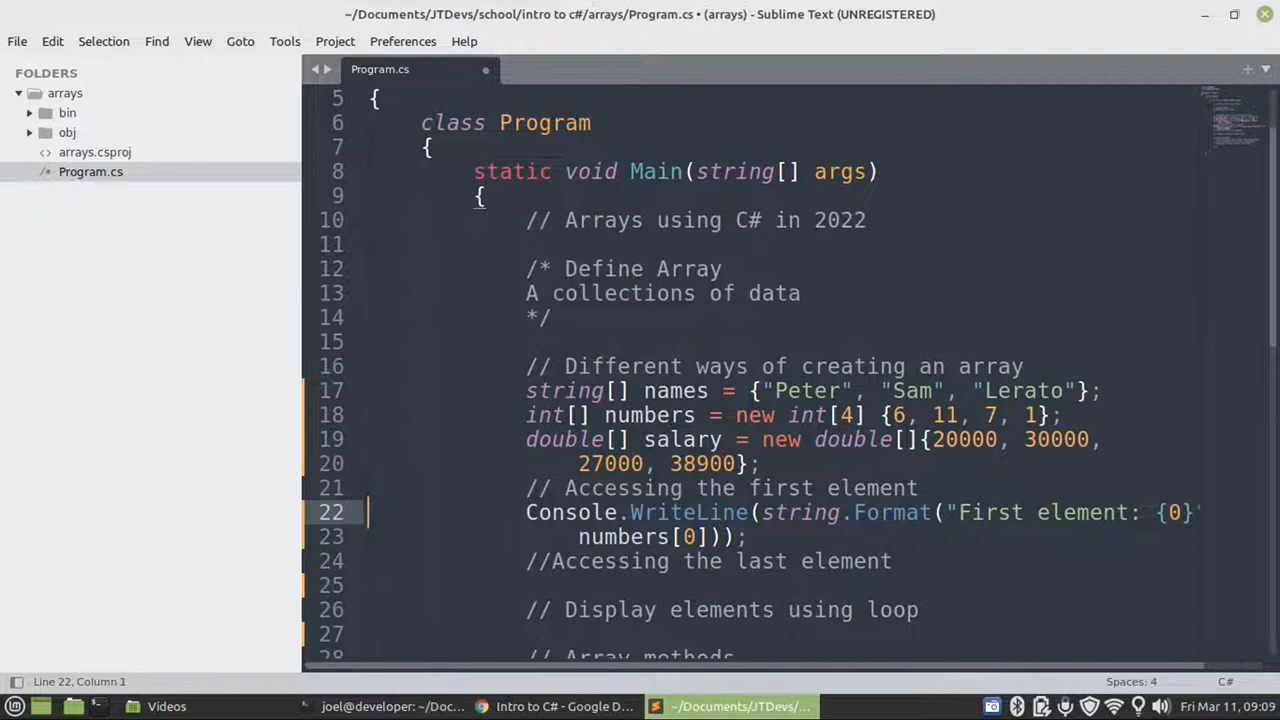 ~/Documents/JTDevs/school/intro to c#/arrays/Program.cs • (arrays) - Sublime Text (UNREGISTERED)
File Edit Selection Find View Goto Tools Project Preferences Help
FOLDERS
arrays
bin
obj
<> arrays.csproj
/* Program.cs
Program.cs
5 {
6 class Program
7 {
8 static void Main(string[] args)
9 {
10 // Arrays using C# in 2022
11
12 /* Define Array
13 A collections of data
14 */
15
16 // Different ways of creating an array
17 string[] names = {"Peter", "Sam", "Lerato"};
18 int[] numbers = new int[4] {6, 11, 7, 1};
19 double[] salary = new double[]{20000, 30000,
20 27000, 38900};
21 // Accessing the first element
22 Console.WriteLine(string.Format("First element: {0}"
23 numbers[0]));
24 //Accessing the last element
25
26 // Display elements using loop
27
28 // Array methods
Line 22, Column 1
Spaces: 4
C#
Videos
joel@developer: ~/Doc...
Intro to C# - Google D...
~/Documents/JTDevs/...
Fri Mar 11, 09:09